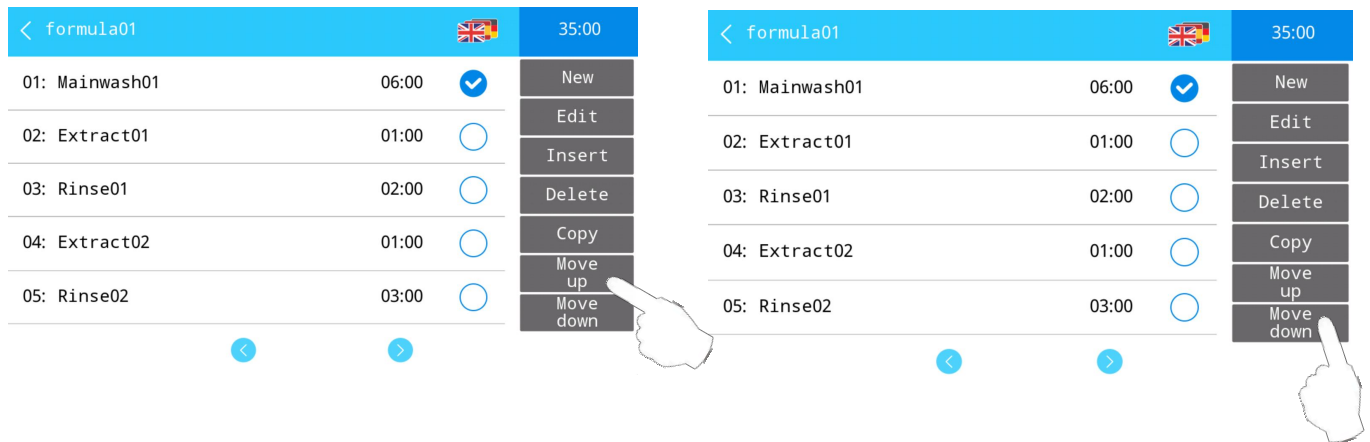 formula01 35:00
01: Mainwash01 06:00
New
Edit
02: Extract01 01:00
Insert
03: Rinse01 02:00
Delete
Copy
04: Extract02 01:00
Move
up
05: Rinse02 03:00
Move
down
formula01 35:00
01: Mainwash01 06:00
New
Edit
02: Extract01 01:00
Insert
03: Rinse01 02:00
Delete
Copy
04: Extract02 01:00
Move
up
05: Rinse02 03:00
Move
down